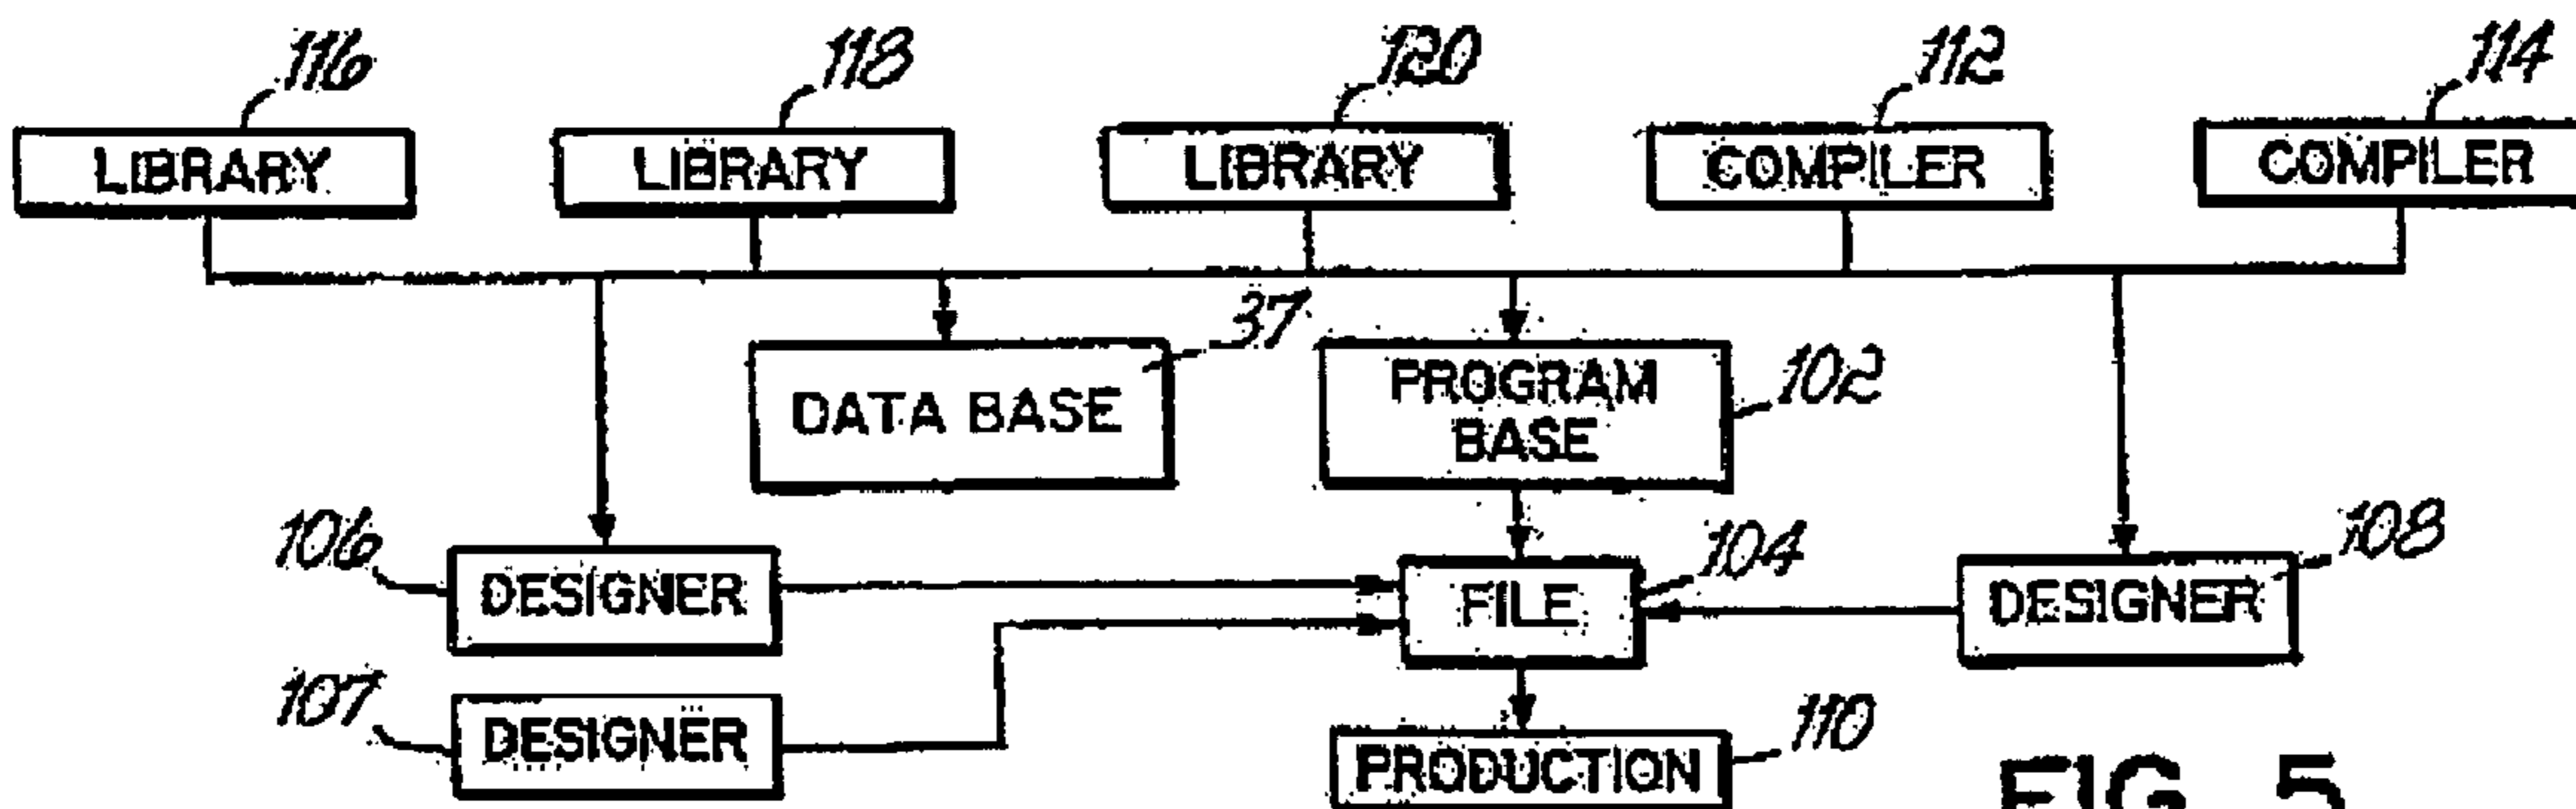 116
118
120
112
114
LIBRARY
LIBRARY
LIBRARY
COMPILER
COMPILER
37
DATA BASE
PROGRAM
BASE
102
106
DESIGNER
FILE
104
DESIGNER
108
107
DESIGNER
PRODUCTION
110
FIG. 5